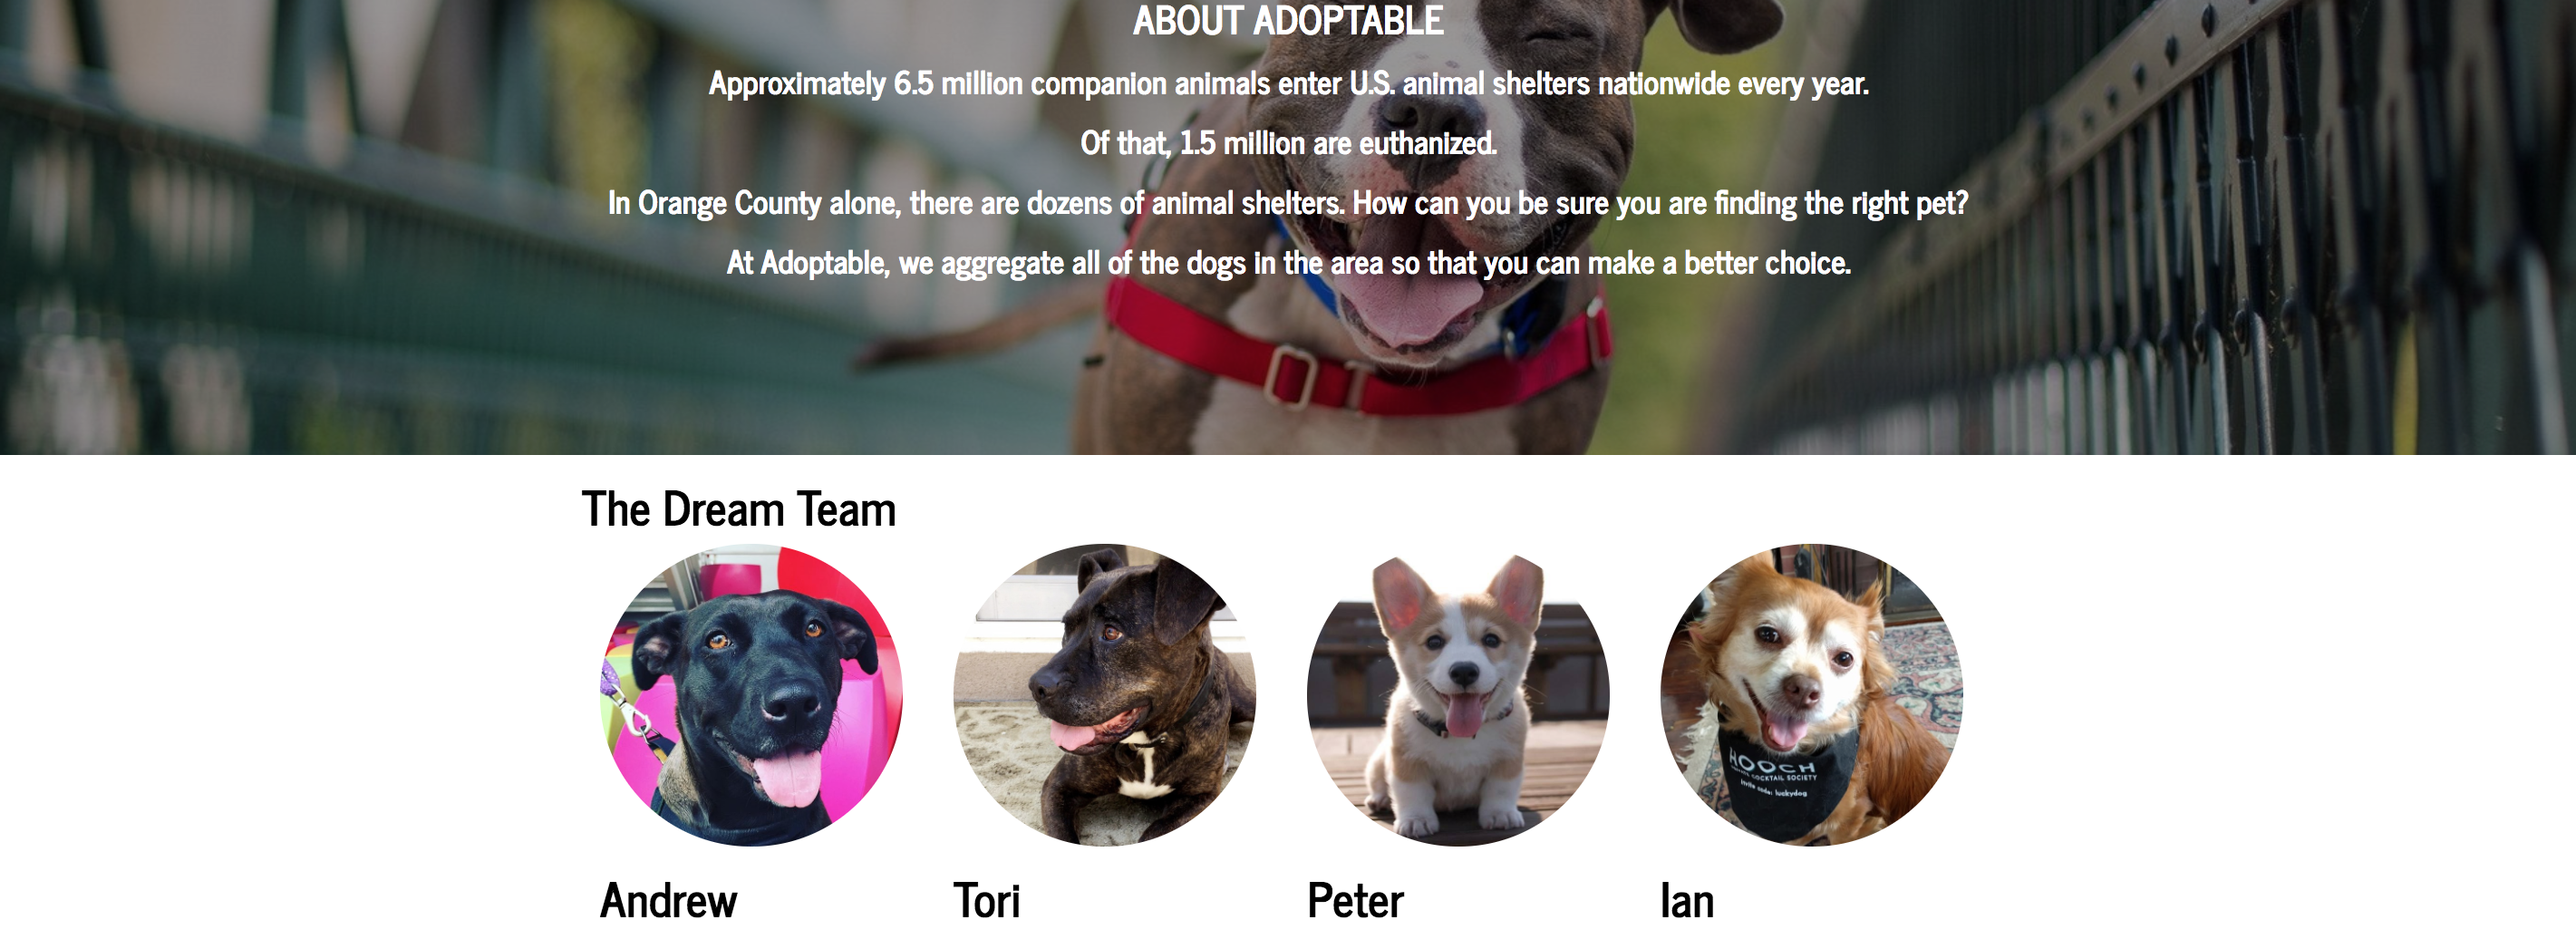 ABOUT ADOPTABLE
Approximately 6.5 million companion animals enter U.S. animal shelters nationwide every year.
Of that, 1.5 million are euthanized.
In Orange County alone, there are dozens of animal shelters. How can you be sure you are finding the right pet?
At Adoptable, we aggregate all of the dogs in the area so that you can make a better choice.
The Dream Team
HOOCH
COCKTAIL SOCIETY
invite code: luckydog
Andrew
Tori
Peter
Ian